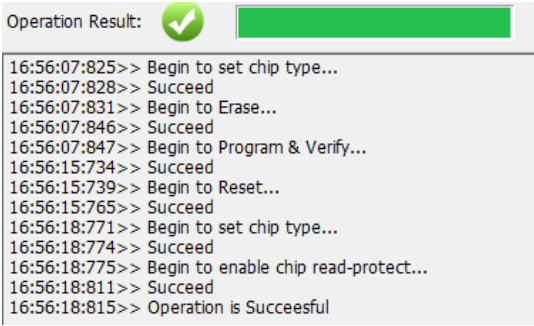 Operation Result:
16:56:07:825>> Begin to set chip type...
16:56:07:828>> Succeed
16:56:07:831>> Begin to Erase...
16:56:07:846>> Succeed
16:56:07:847>> Begin to Program & Verify...
16:56:15:734>> Succeed
16:56:15:739>> Begin to Reset...
16:56:15:765>> Succeed
16:56:18:771>> Begin to set chip type...
16:56:18:774>> Succeed
16:56:18:775>> Begin to enable chip read-protect...
16:56:18:811>> Succeed
16:56:18:815>> Operation is Succeesful